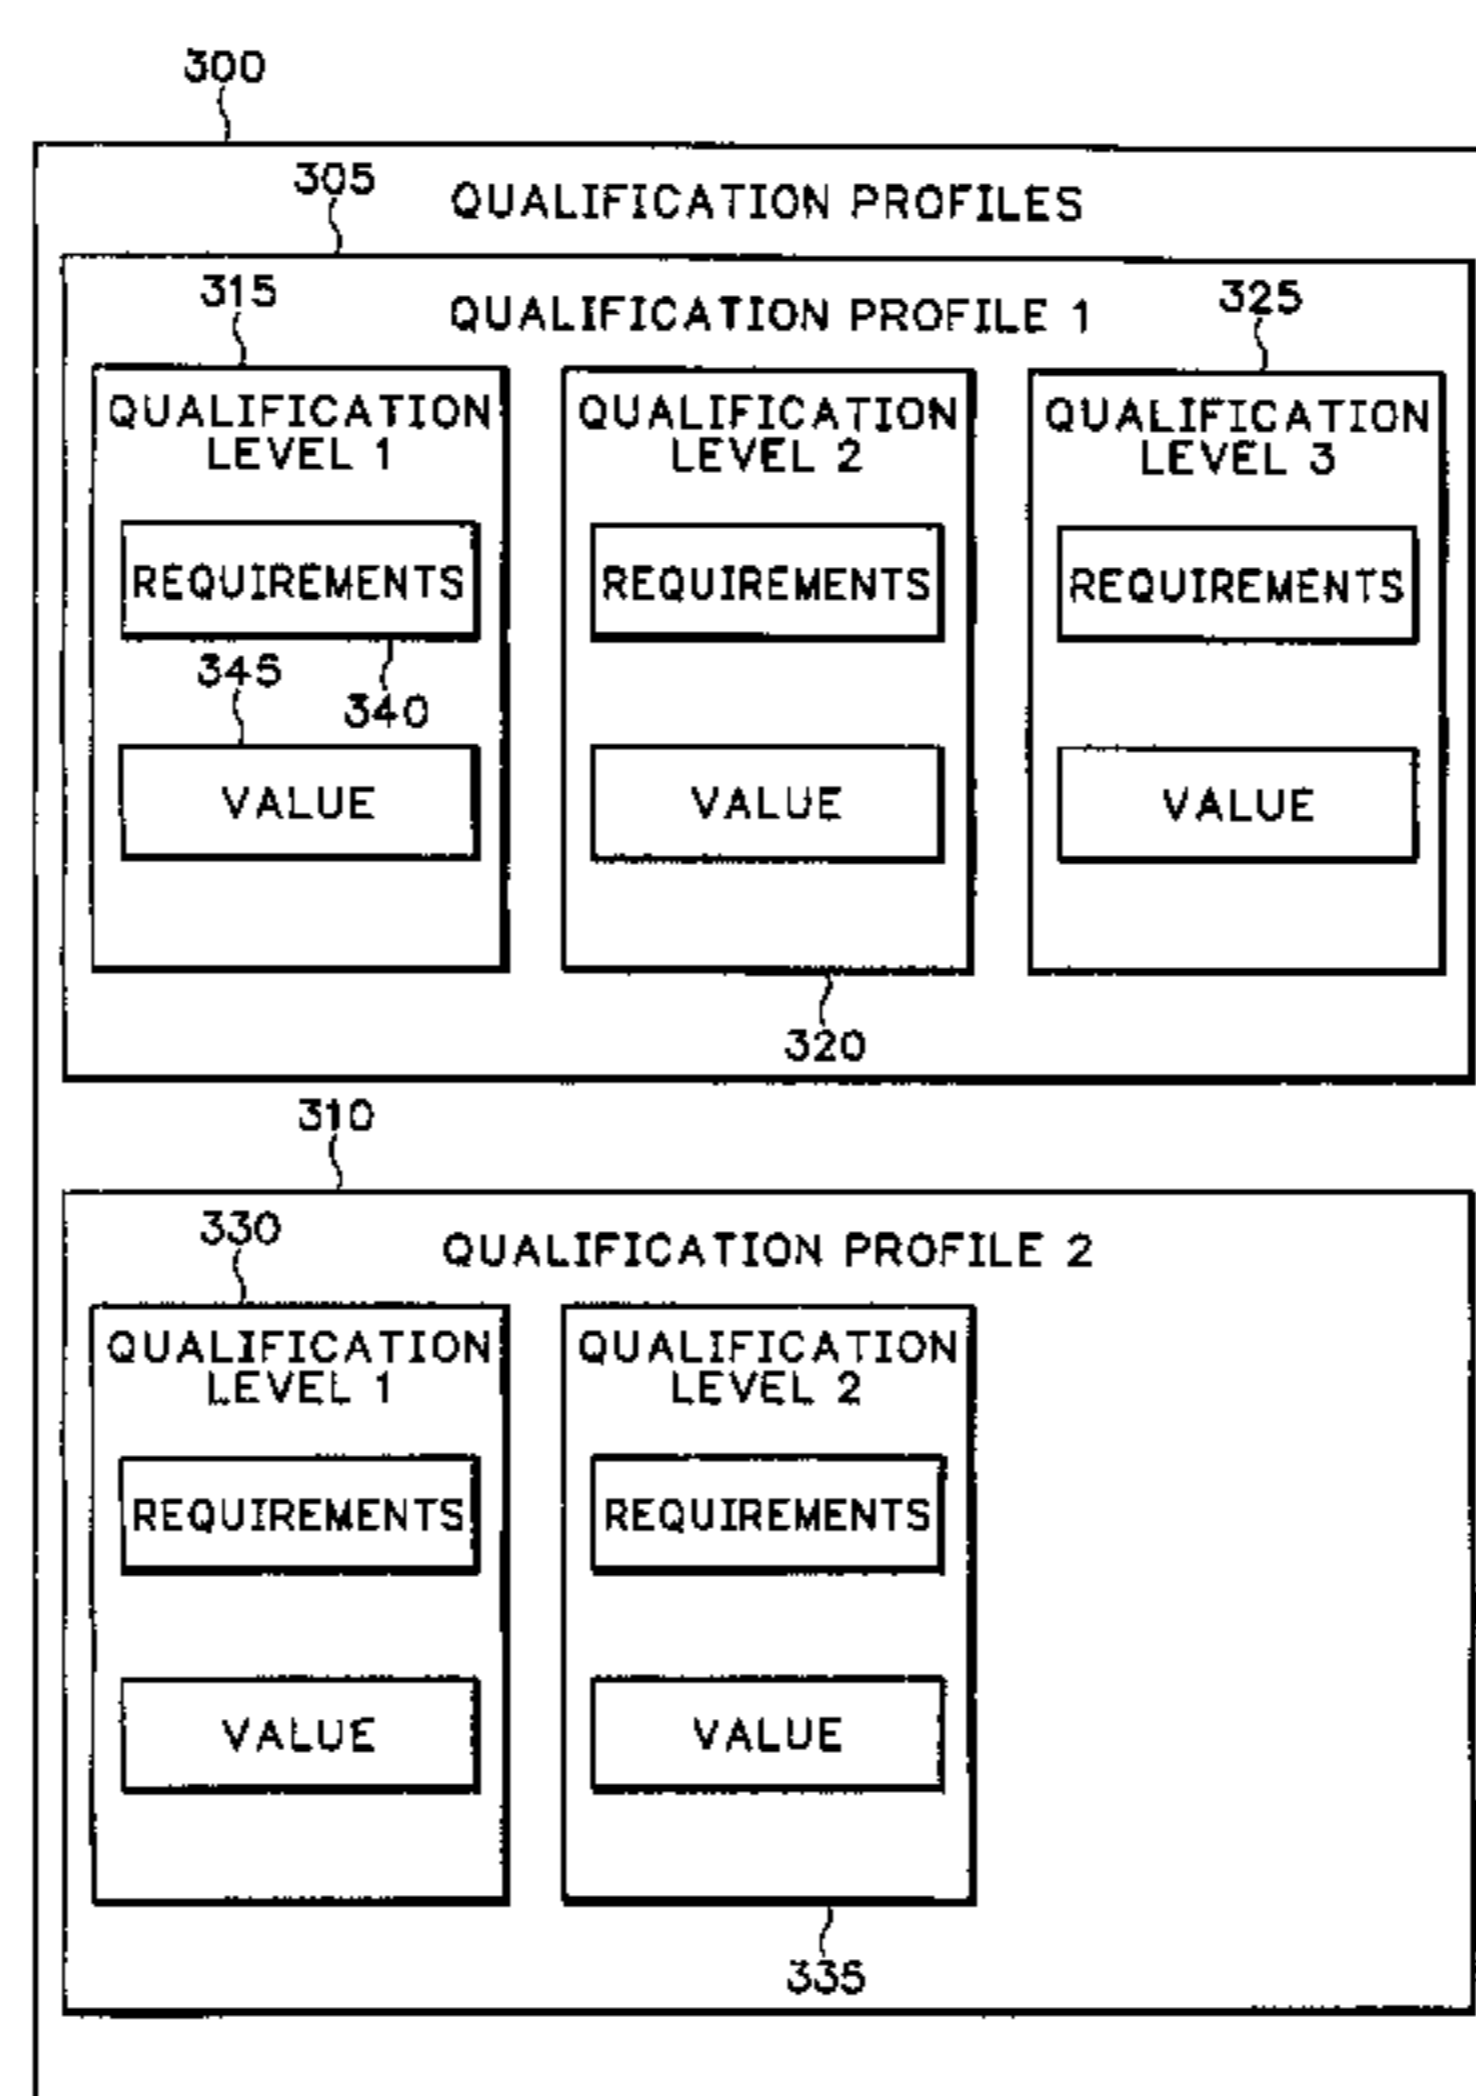 300
305
QUALIFICATION PROFILES
315
QUALIFICATION PROFILE 1
325
QUALIFICATION
LEVEL 1
QUALIFICATION
LEVEL 2
QUALIFICATION
LEVEL 3
REQUIREMENTS
REQUIREMENTS
REQUIREMENTS
345
340
VALUE
VALUE
VALUE
320
310
330
QUALIFICATION PROFILE 2
QUALIFICATION
LEVEL 1
QUALIFICATION
LEVEL 2
REQUIREMENTS
REQUIREMENTS
VALUE
VALUE
335